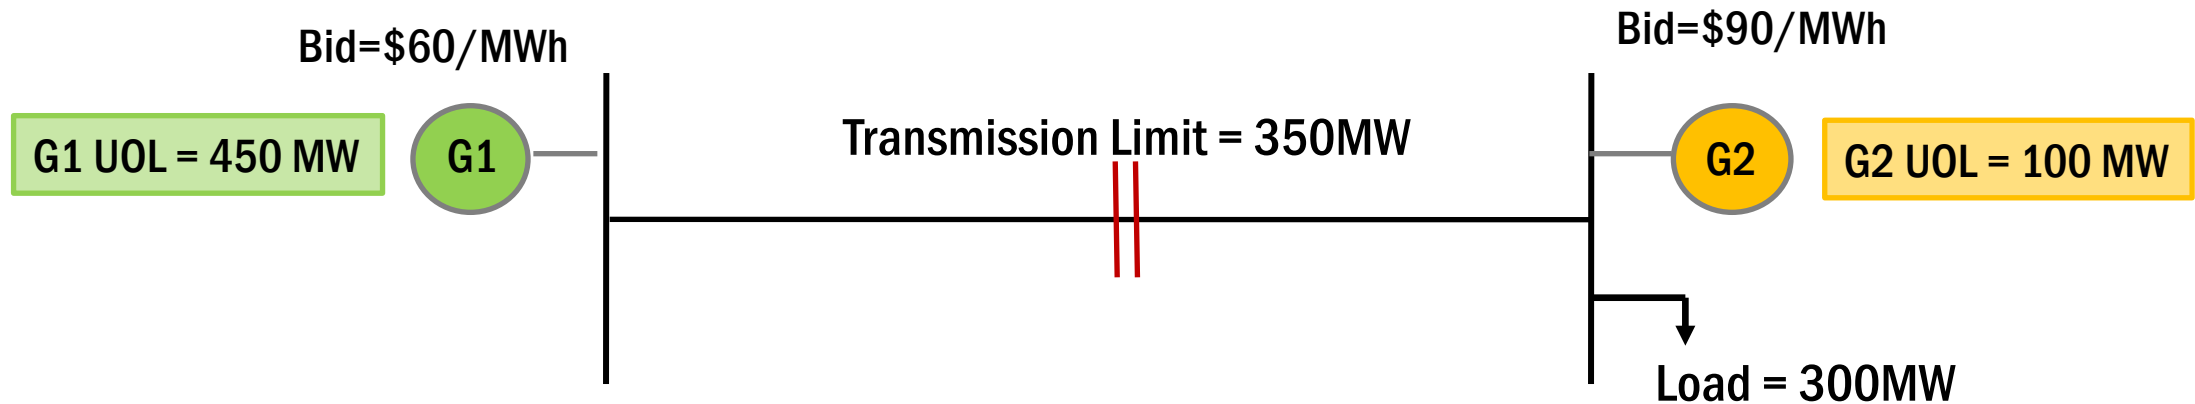 Bid=$60/MWh
Bid=$90/MWh
G1 UOL = 450 MW
G1
Transmission Limit = 350MW
G2
G2 UOL = 100 MW
Load = 300MW